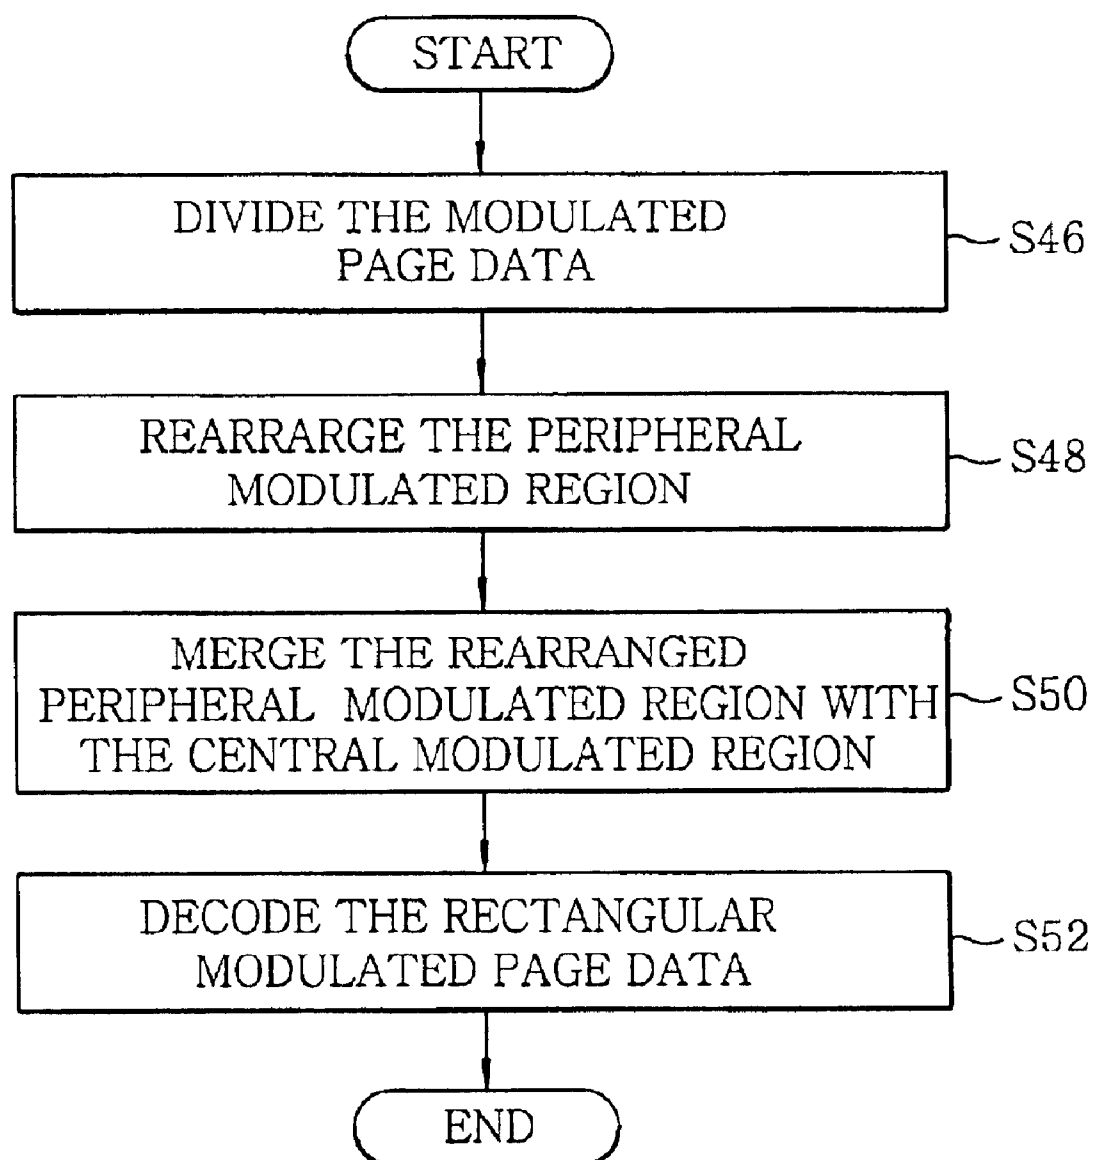 START
DIVIDE THE MODULATED
PAGE DATA
S46
REARRARGE THE PERIPHERAL
MODULATED REGION
S48
MERGE THE REARRANGED
PERIPHERAL MODULATED REGION WITH
THE CENTRAL MODULATED REGION
S50
DECODE THE RECTANGULAR
MODULATED PAGE DATA
S52
END